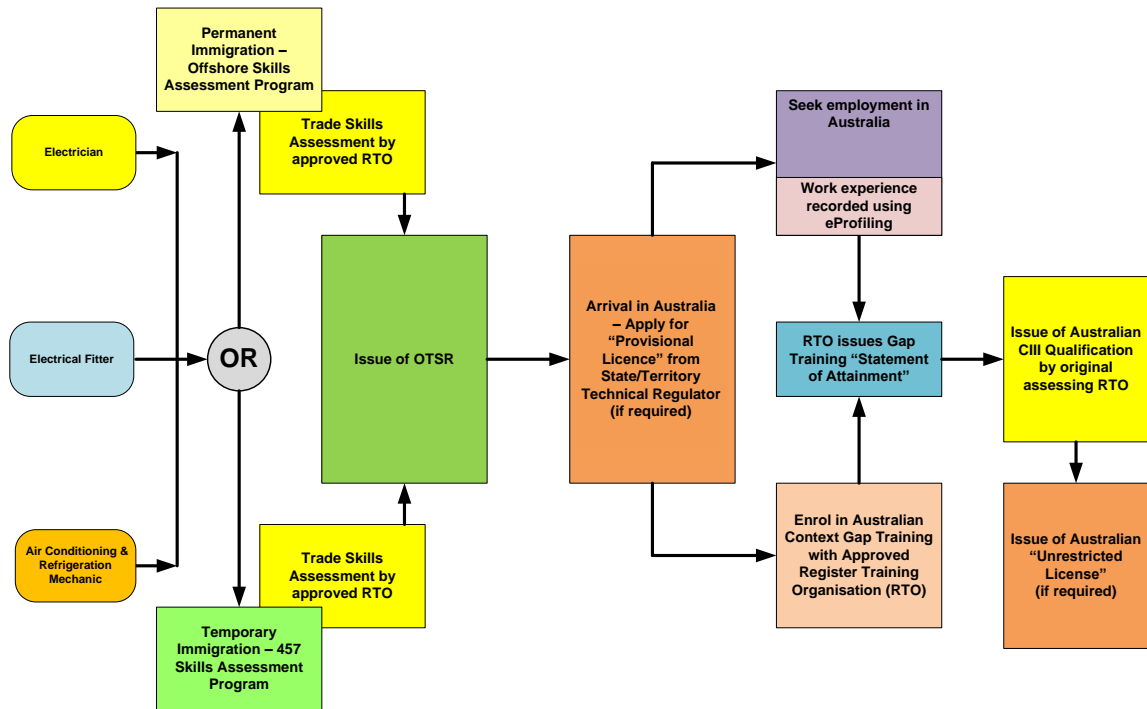 Permanent
Immigration –
Offshore Skills
Assessment Program
Trade Skills
Assessment by
approved RTO
Electrician
Electrical Fitter
Air Conditioning &
Refrigeration
Mechanic
OR
Trade Skills
Assessment by
approved RTO
Temporary
Immigration – 457
Skills Assessment
Program
Issue of OTSR
Arrival in Australia
– Apply for
“Provisional
Licence” from
State/Territory
Technical Regulator
(if required)
Seek employment in
Australia
Work experience
recorded using
eProfiling
RTO issues Gap
Training “Statement
of Attainment”
Enrol in Australian
Context Gap Training
with Approved
Register Training
Organisation (RTO)
Issue of Australian
CIII Qualification
by original
assessing RTO
Issue of Australian
“Unrestricted
License”
(if required)